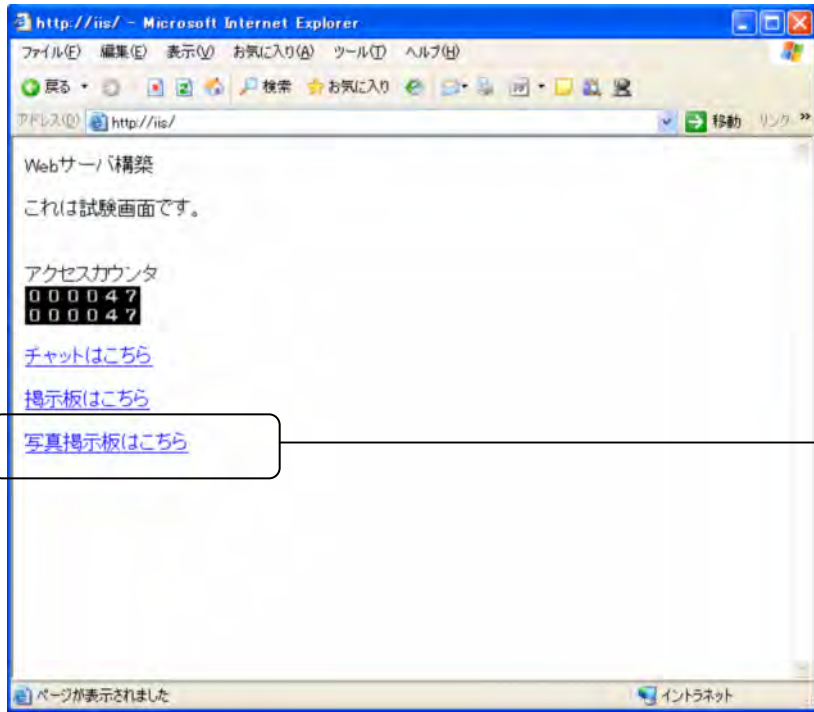 http://iis/ - Microsoft Internet Explorer
ファイル(F) 編集(E) 表示(V) お気に入り(A) ツール(T) ヘルプ(H)
戻る 検索 お気に入り
アドレス(D) http://iis/ 移動 リンク »
Webサーバ構築
これは試験画面です。
アクセスカウンタ
000047
000047
チャットはこちら
掲示板はこちら
写真掲示板はこちら
ページが表示されました イントラネット